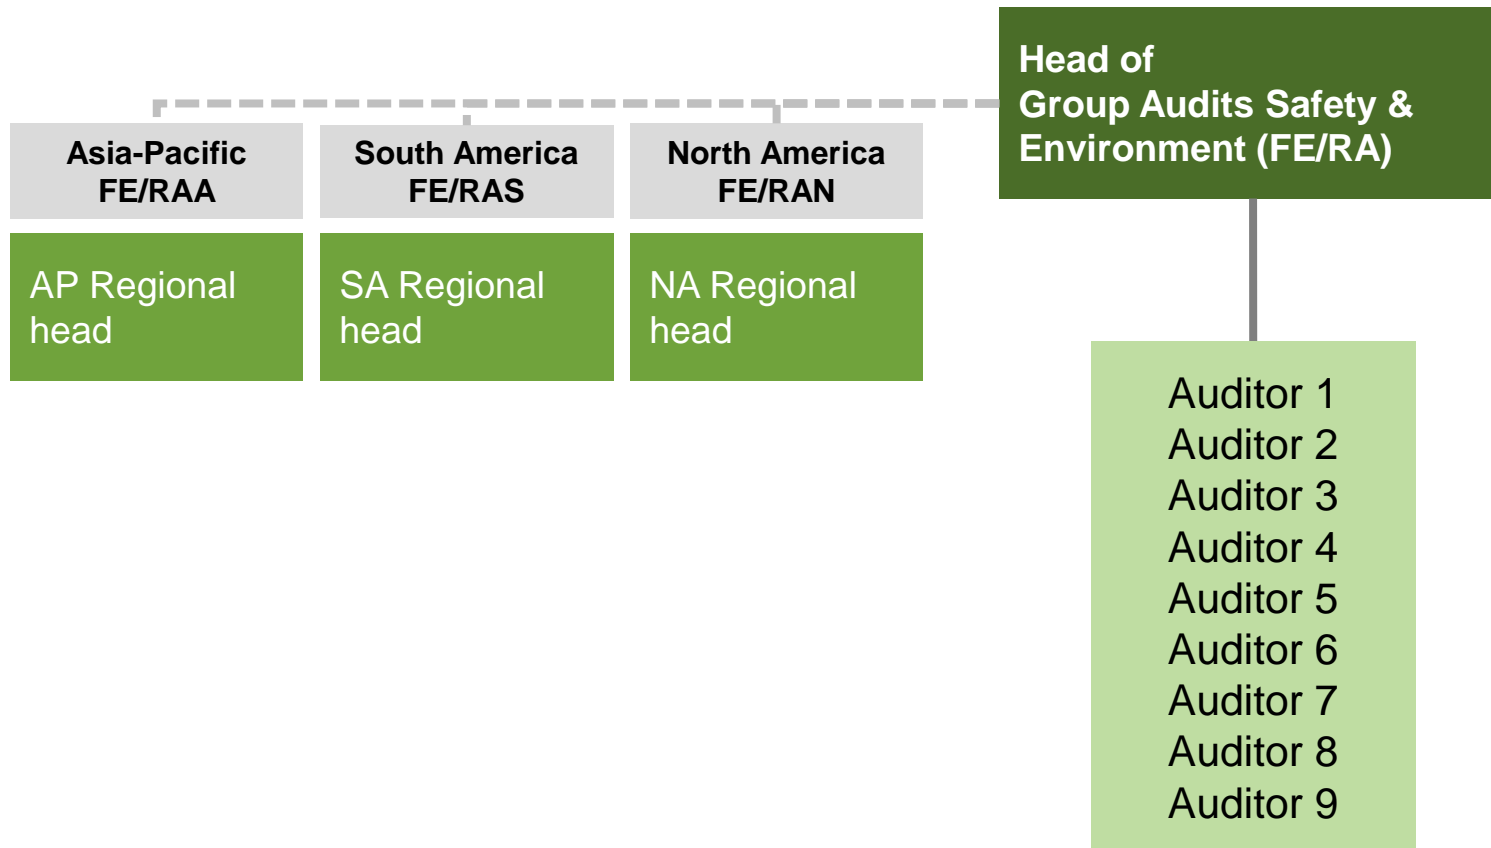 Head of
Group Audits Safety &
Environment (FE/RA)
Asia-Pacific
FE/RAA
South America
FE/RAS
North America
FE/RAN
AP Regional
head
SA Regional
head
NA Regional
head
Auditor 1
Auditor 2
Auditor 3
Auditor 4
Auditor 5
Auditor 6
Auditor 7
Auditor 8
Auditor 9